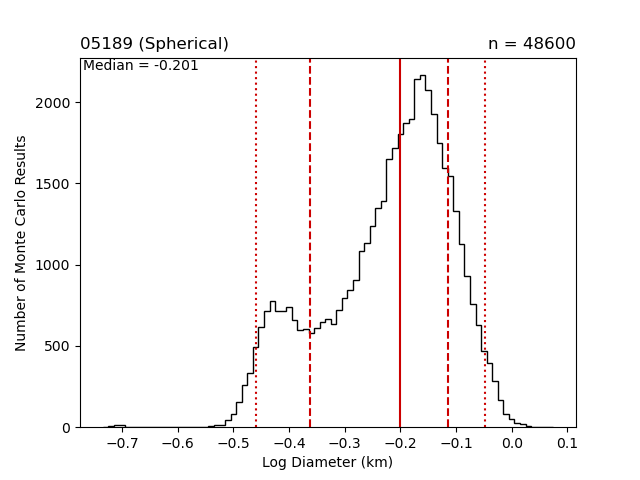 05189 (Spherical)
n = 48600
Median = -0.201
Number of Monte Carlo Results
2000
1500
1000
500
0
−0.7
−0.6
−0.5
−0.4
−0.3
−0.2
−0.1
0.0
0.1
Log Diameter (km)